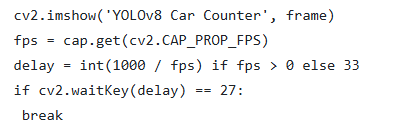 cv2.imshow('YOLOv8 Car Counter', frame)
fps = cap.get(cv2.CAP_PROP_FPS)
delay = int(1000 / fps) if fps > 0 else 33
if cv2.waitKey(delay) == 27:
 break